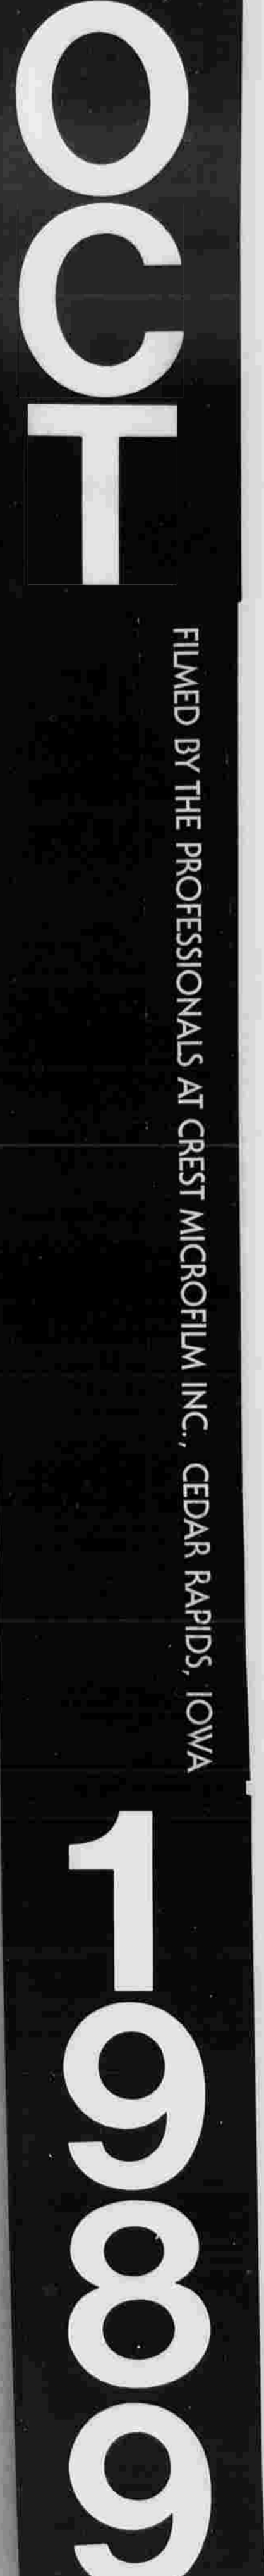 OCT
FILMED BY THE PROFESSIONALS AT CREST MICROFILM INC., CEDAR RAPIDS, IOWA
1989